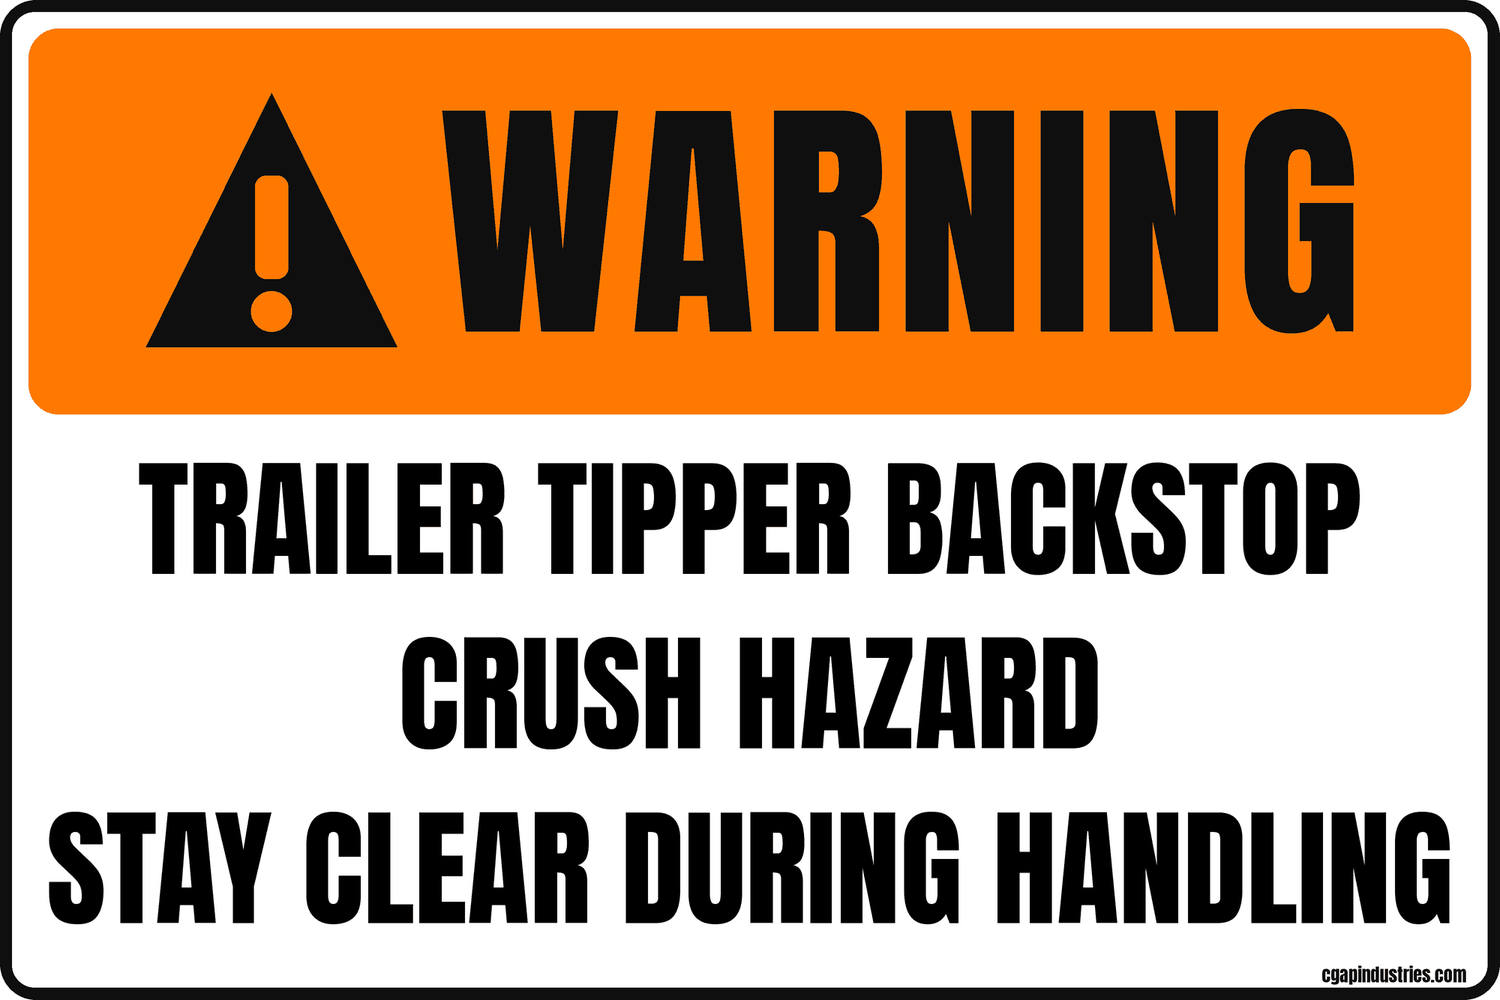 WARNING
TRAILER TIPPER BACKSTOP
CRUSH HAZARD
STAY CLEAR DURING HANDLING
cgapindustries.com